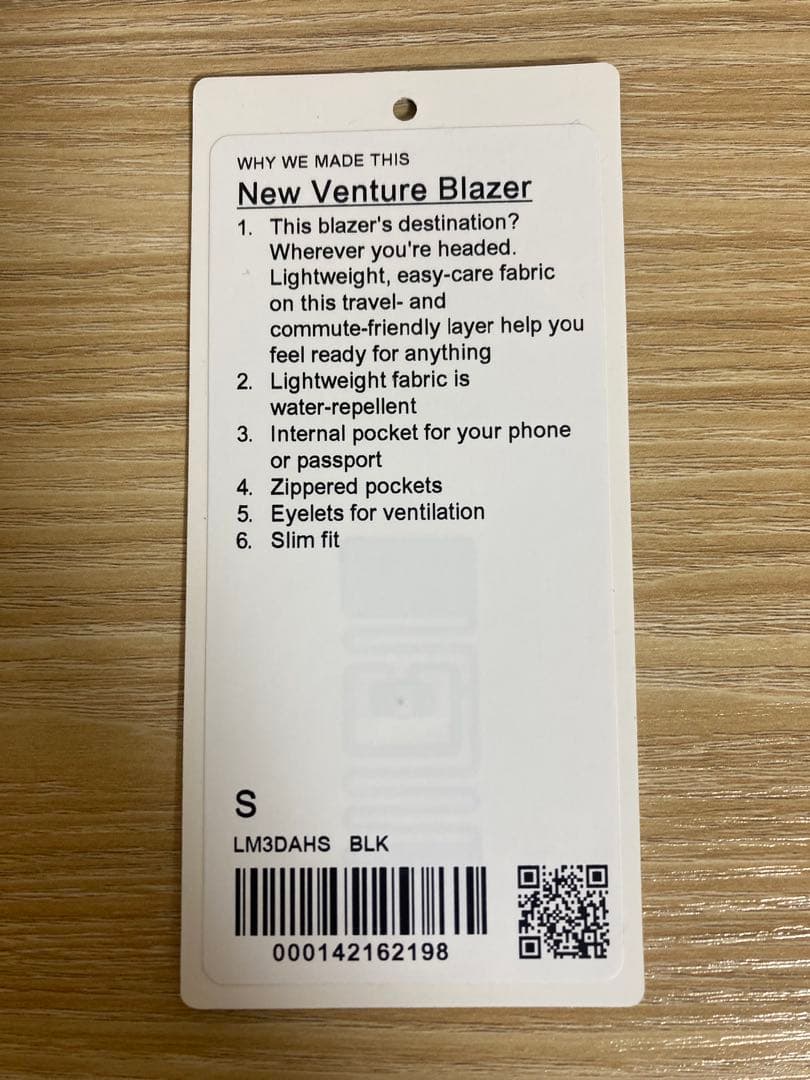 WHY WE MADE THIS
New Venture Blazer
1. This blazer's destination?
Wherever you're headed.
Lightweight, easy-care fabric
on this travel- and
commute-friendly layer help you
feel ready for anything
2. Lightweight fabric is
water-repellent
3. Internal pocket for your phone
or passport
4. Zippered pockets
5. Eyelets for ventilation
6. Slim fit
S
LM3DAHS BLK
000142162198